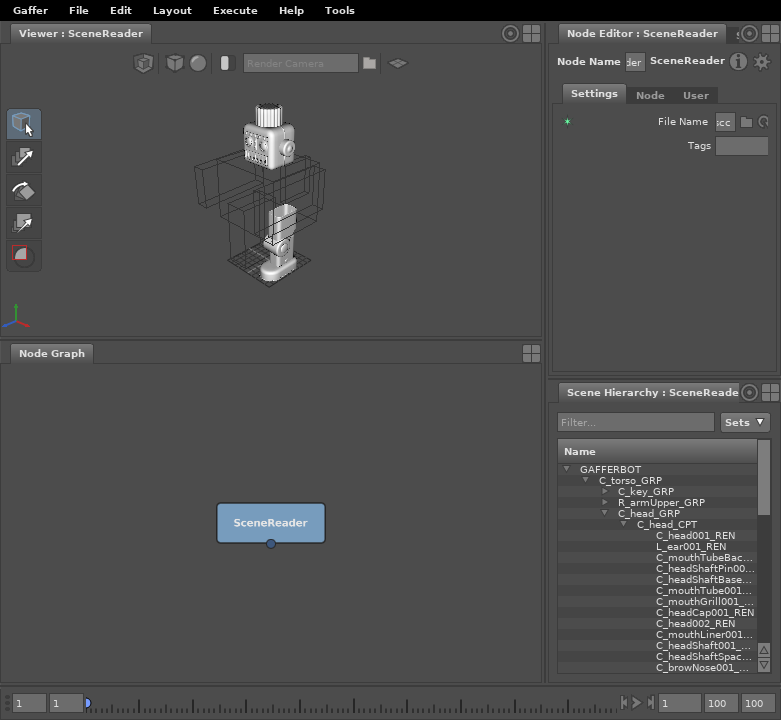 Gaffer File Edit Layout Execute Help Tools
Viewer : SceneReader
Render Camera
Node Graph
SceneReader
Node Editor : SceneReader
Node Name der SceneReader
Settings Node User
File Name scc
Tags
Scene Hierarchy : SceneReade
Filter... Sets
Name
GAFFERBOT
C_torso_GRP
C_key_GRP
R_armUpper_GRP
C_head_GRP
C_head_CPT
C_head001_REN
L_ear001_REN
C_mouthTubeBac...
C_headShaftPin00...
C_headShaftBase...
C_mouthTube001...
C_mouthGrill001_...
C_headCap001_REN
C_head002_REN
C_mouthLiner001...
C_headShaft001_...
C_headShaftSpac...
C_browNose001_...
1 1 1 100 100